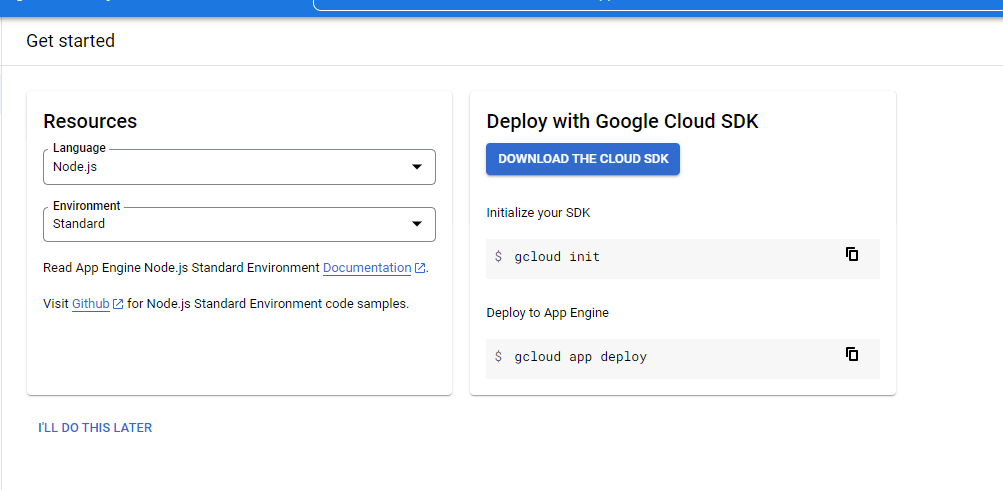 Get started
Resources
Language
Node.js
Environment
Standard
Read App Engine Node.js Standard Environment Documentation.
Visit Github for Node.js Standard Environment code samples.
Deploy with Google Cloud SDK
DOWNLOAD THE CLOUD SDK
Initialize your SDK
$ gcloud init
Deploy to App Engine
$ gcloud app deploy
I'LL DO THIS LATER